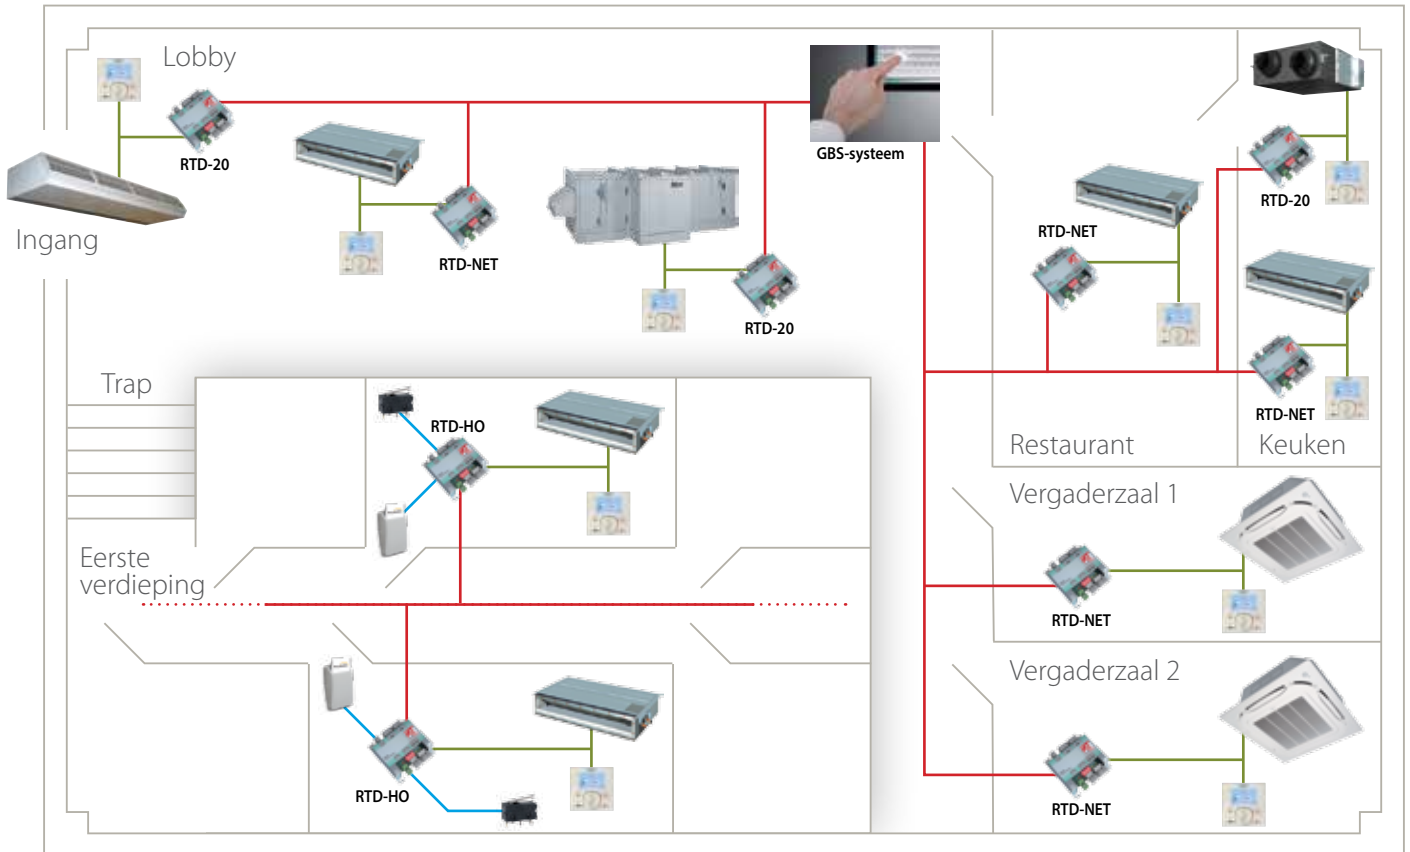 Lobby
RTD-20
GBS-systeem
Ingang
RTD-NET
RTD-20
RTD-NET
RTD-20
RTD-NET
Restaurant
Keuken
Trap
RTD-HO
Eerste
verdieping
RTD-HO
Vergaderzaal 1
RTD-NET
Vergaderzaal 2
RTD-NET